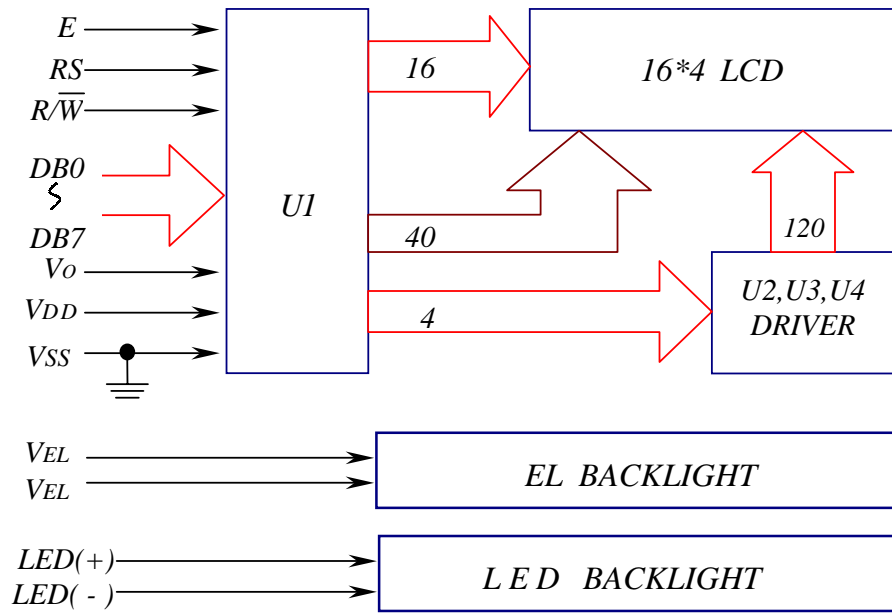 E
RS
R/W̅
DB0
DB7
VO
VDD
VSS
U1
16
40
4
16*4 LCD
120
U2,U3,U4
DRIVER
VEL
VEL
EL BACKLIGHT
LED(+)
LED( - )
L E D BACKLIGHT